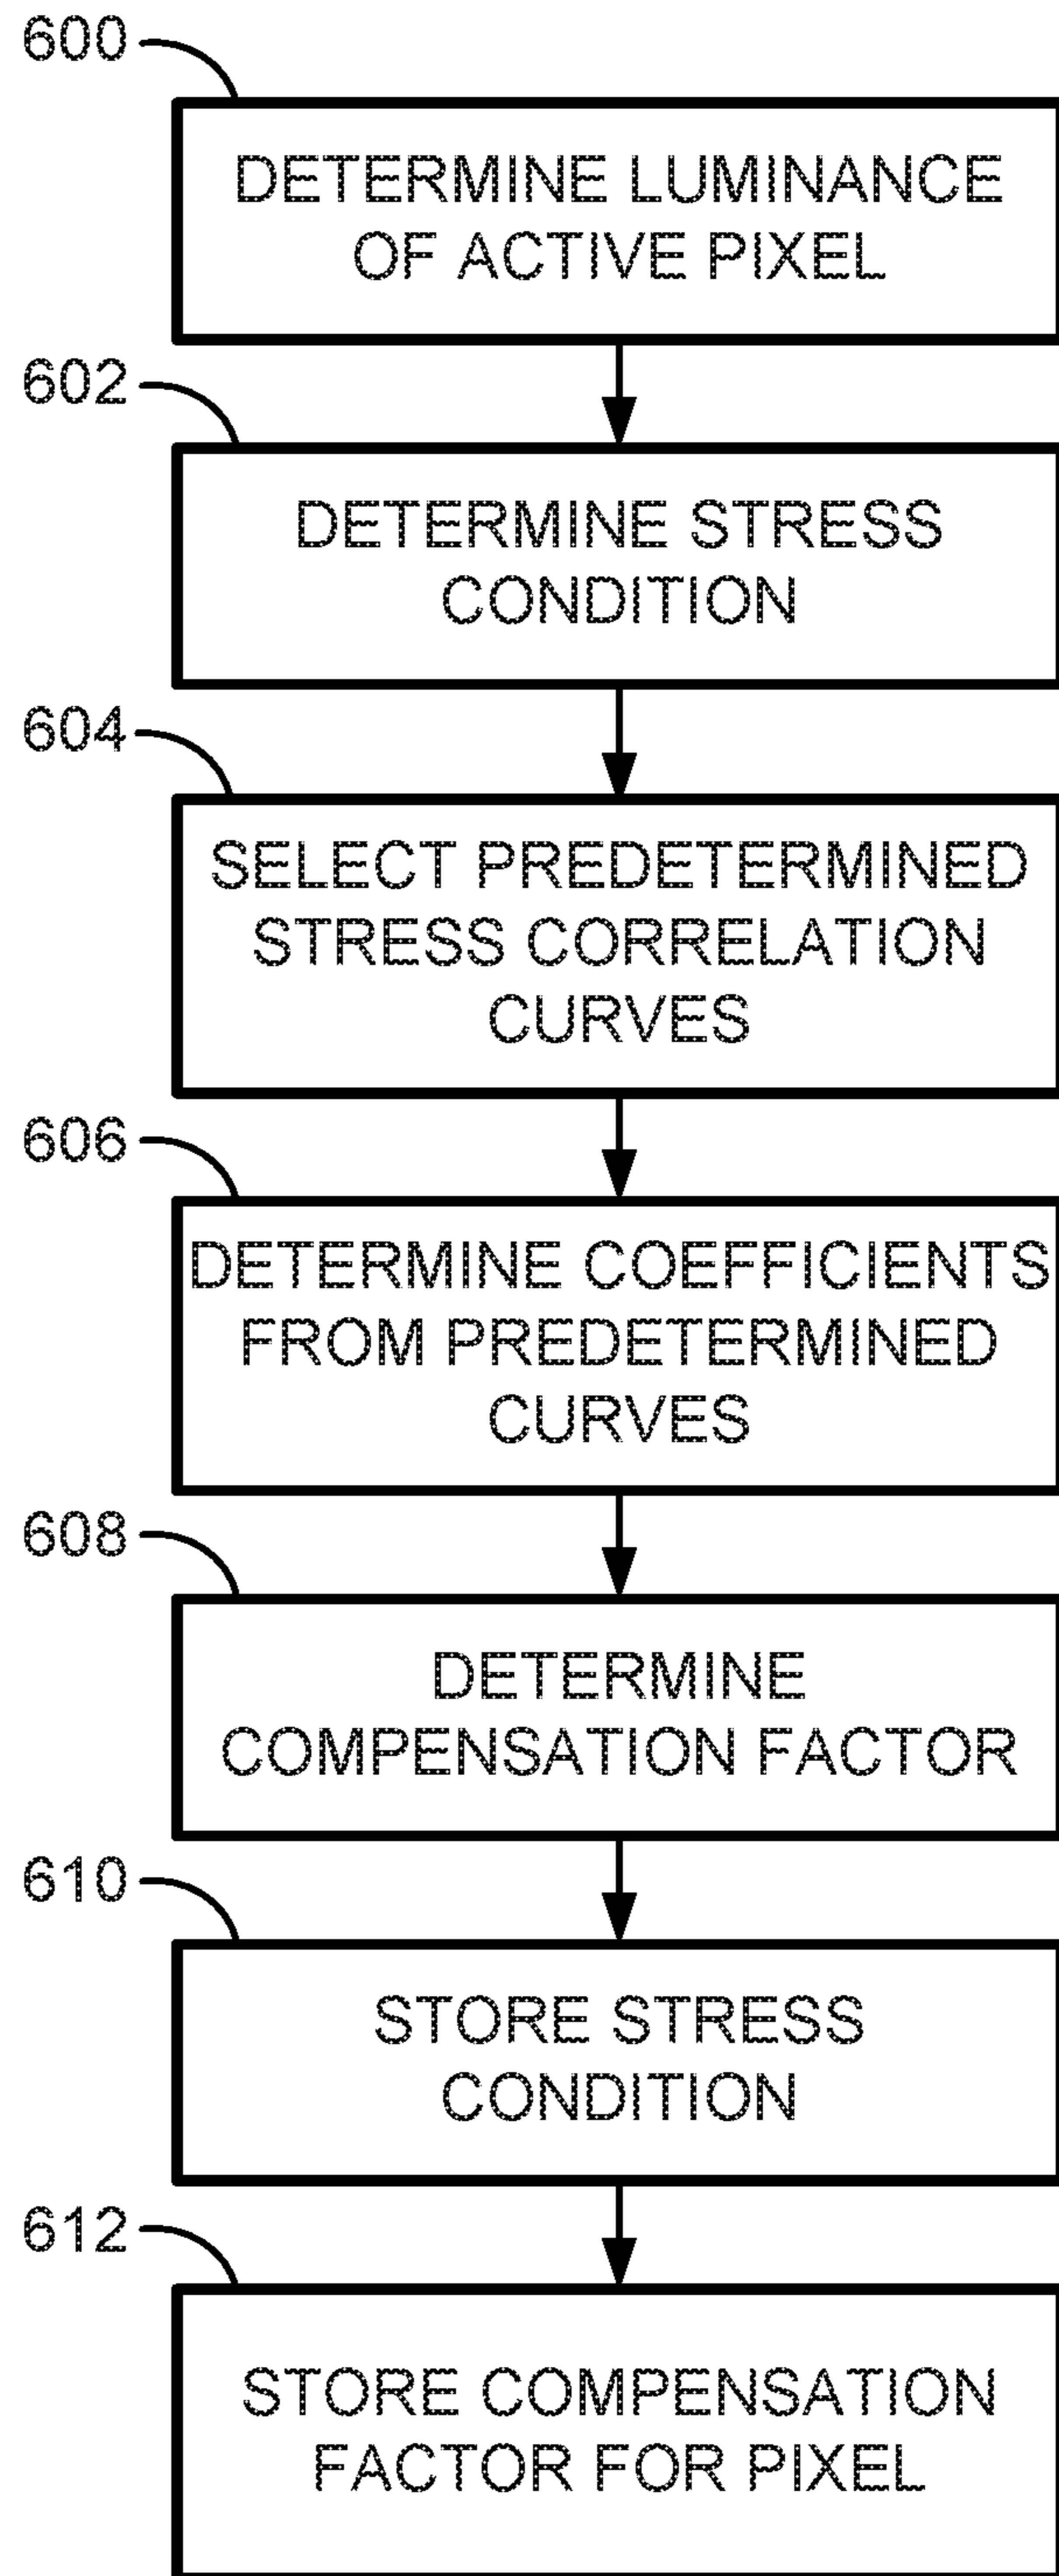 600
DETERMINE LUMINANCE
OF ACTIVE PIXEL
602
DETERMINE STRESS
CONDITION
604
SELECT PREDETERMINED
STRESS CORRELATION
CURVES
606
DETERMINE COEFFICIENTS
FROM PREDETERMINED
CURVES
608
DETERMINE
COMPENSATION FACTOR
610
STORE STRESS
CONDITION
612
STORE COMPENSATION
FACTOR FOR PIXEL